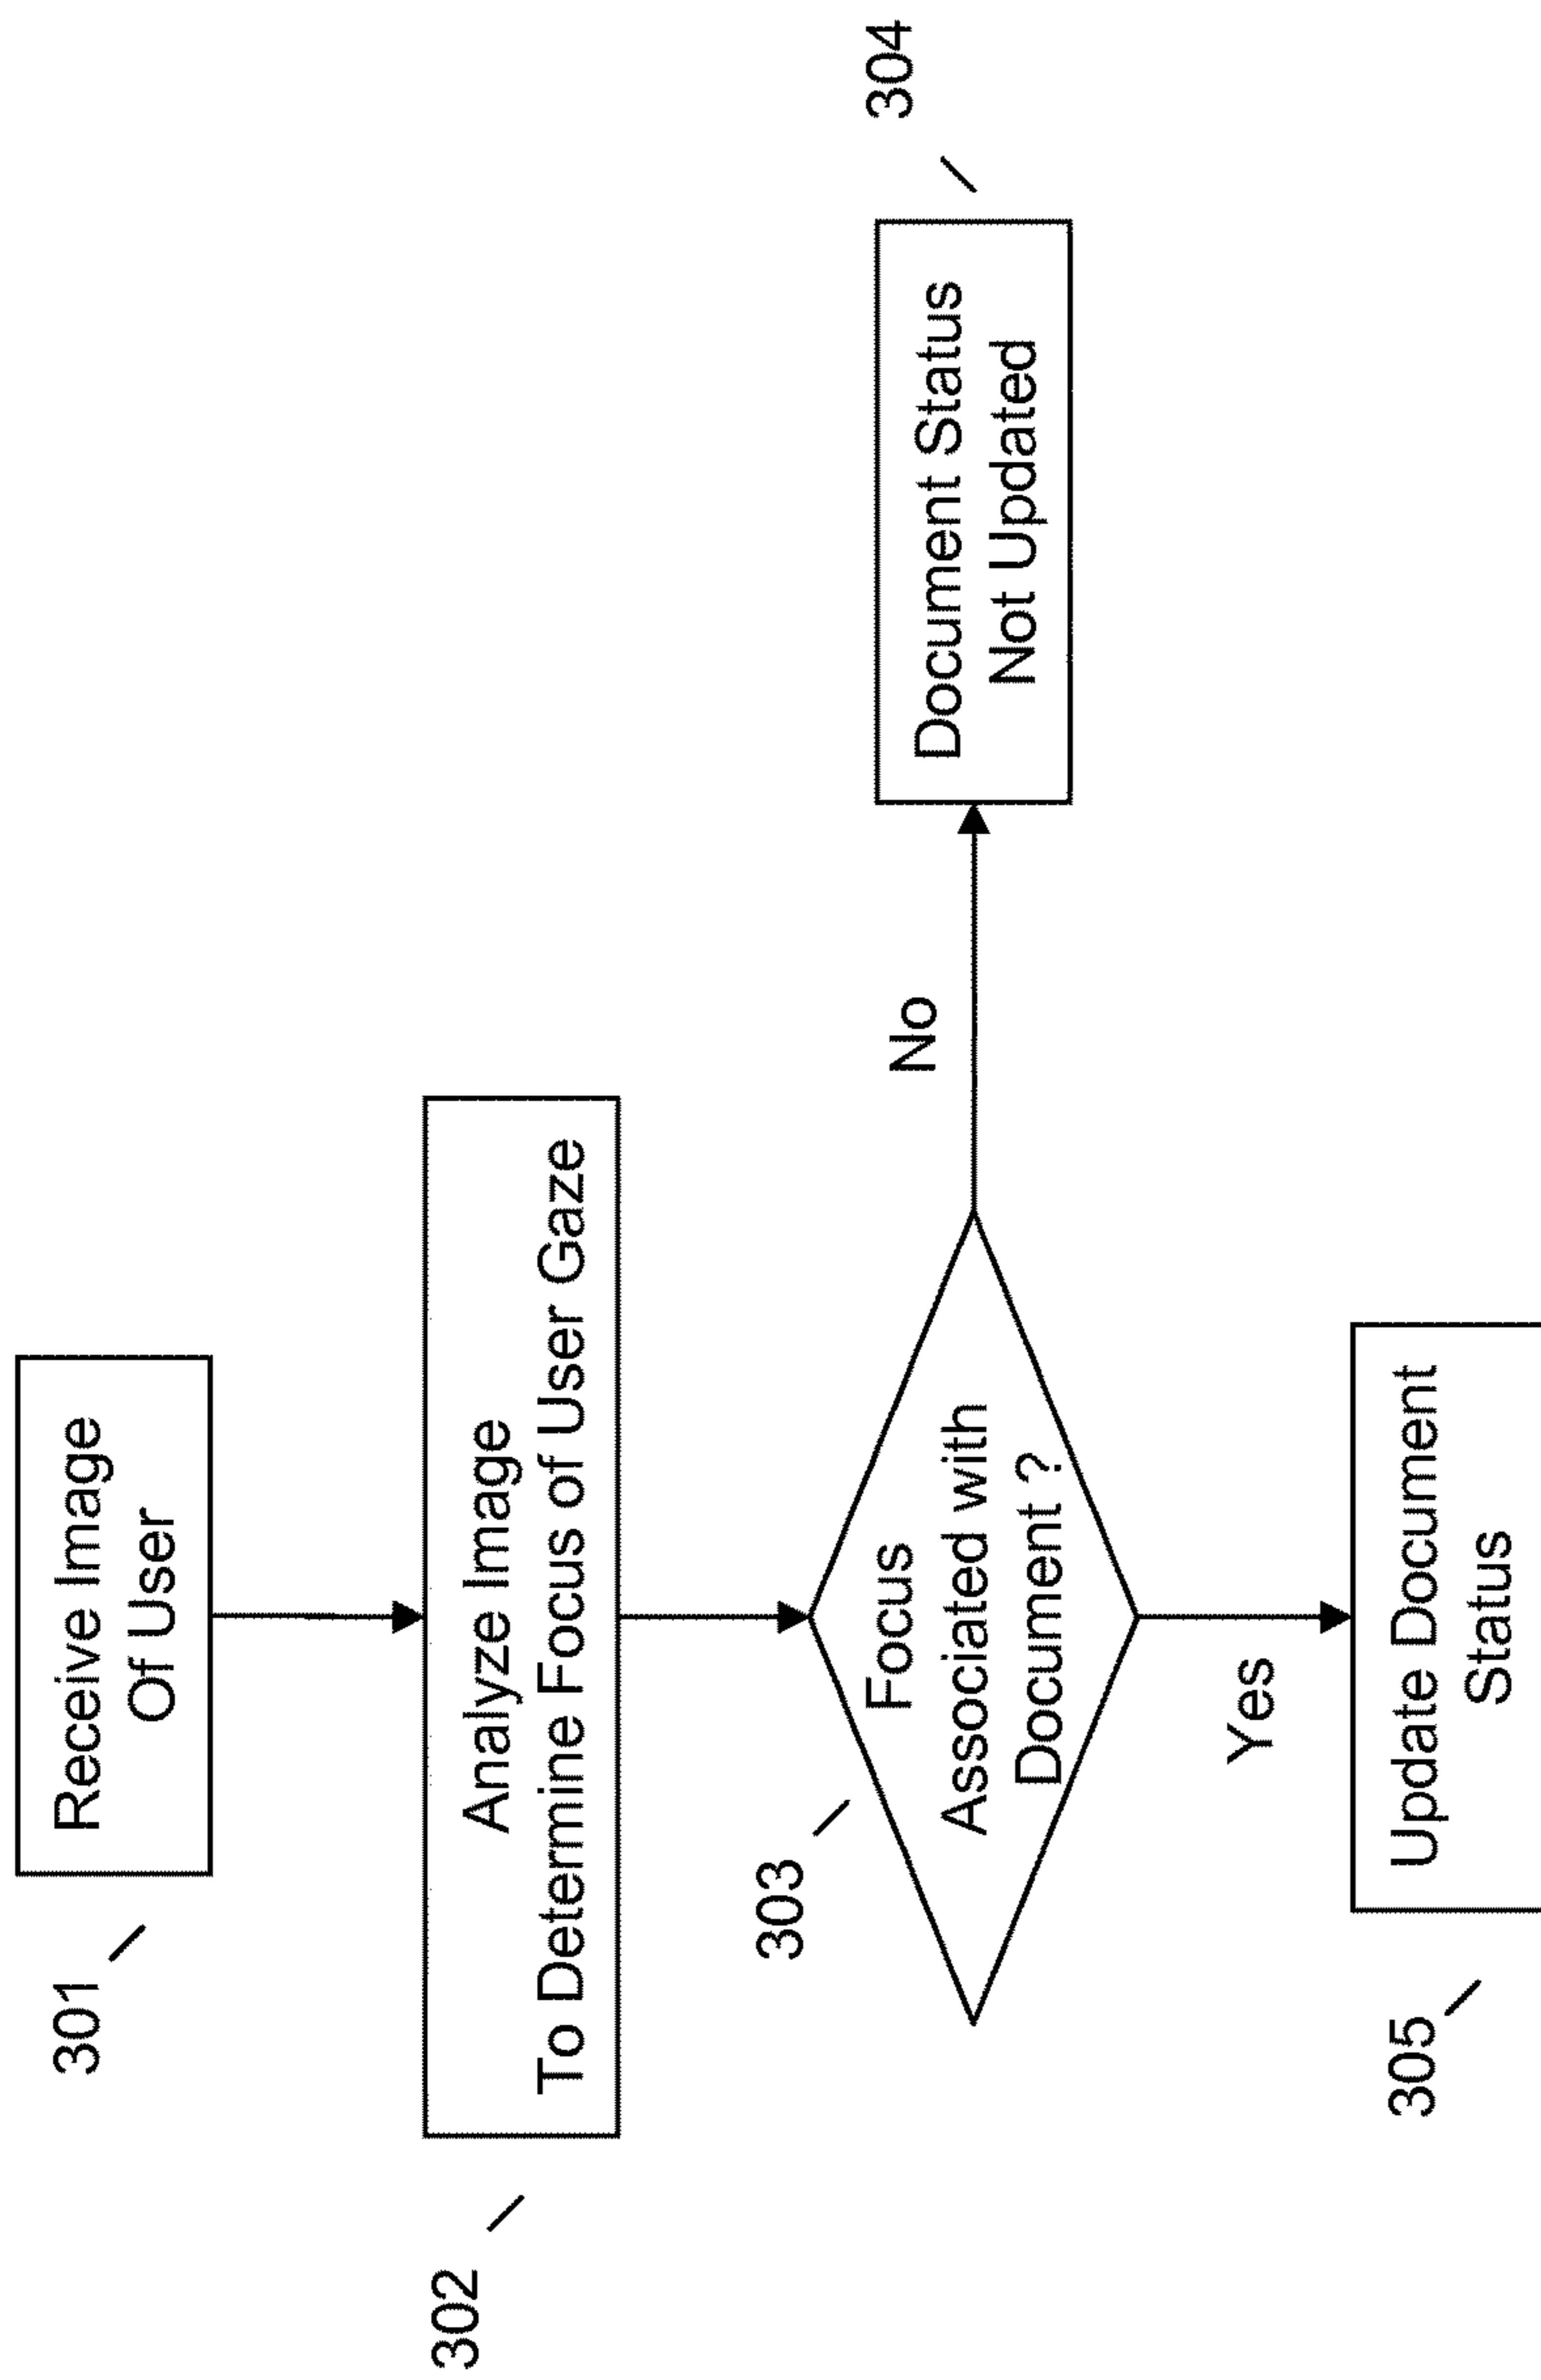 301
Receive Image
Of User
302
Analyze Image
To Determine Focus of User Gaze
303
Focus
Associated with
Document ?
No
304
Document Status
Not Updated
Yes
305
Update Document
Status